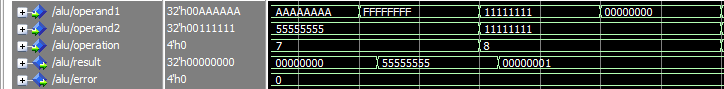 /alu/operand1 32'h00AAAAAA AAAAAAAA FFFFFFFF 11111111 00000000
/alu/operand2 32'h00111111 55555555 11111111
/alu/operation 4'h0 7 8
/alu/result 32'h00000000 00000000 55555555 00000001
/alu/error 4'h0 0